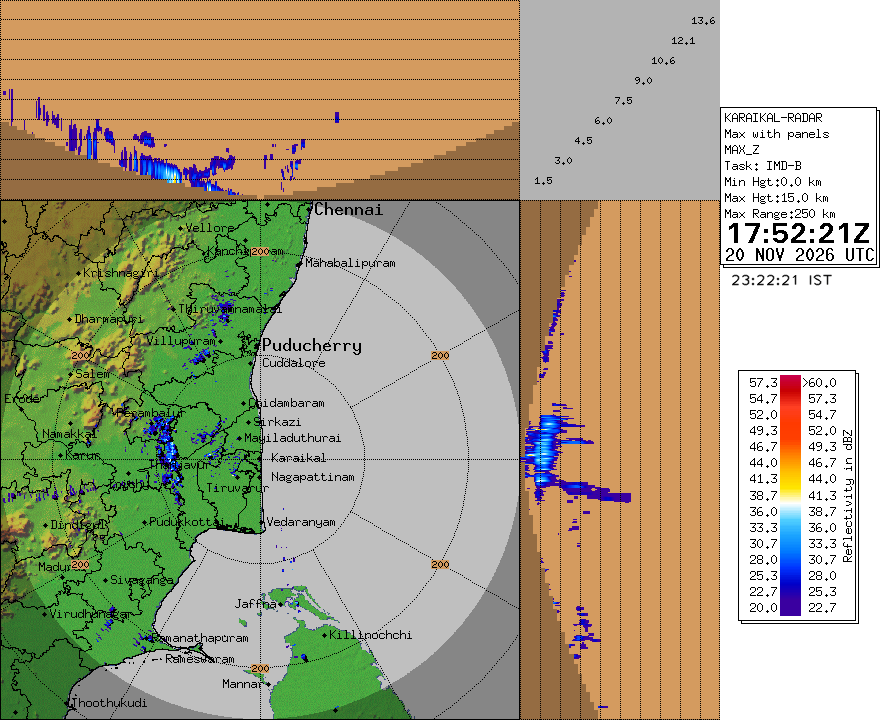 13.6
12.1
10.6
9.0
7.5
6.0
4.5
3.0
1.5
KARAIKAL-RADAR
Max with panels
MAX_Z
Task: IMD-B
Min Hgt:0.0 km
Max Hgt:15.0 km
Max Range:250 km
17:52:21Z
20 NOV 2026 UTC
23:22:21 IST
Chennai
Vellore
200
Mahabalipuram
Krishnagiri
Dharmapuri
Villupuram
Puducherry
200
200
Cuddalore
Salem
Chidambaram
Perambalur
Sirkazi
Namakkal
Mayiladuthurai
Karur
Karaikal
Nagapattinam
Tiruvarur
Pudukkottai
Vedaranyam
200
200
Sivaganga
Jaffna
Virudhunagar
Killinochchi
Ramanathapuram
Rameswaram
200
Mannar
Thoothukudi
57.3 >60.0
54.7 57.3
52.0 54.7
49.3 52.0
46.7 49.3
44.0 46.7
41.3 44.0
38.7 41.3
36.0 38.7
33.3 36.0
30.7 33.3
28.0 30.7
25.3 28.0
22.7 25.3
20.0 22.7
Reflectivity in dBZ